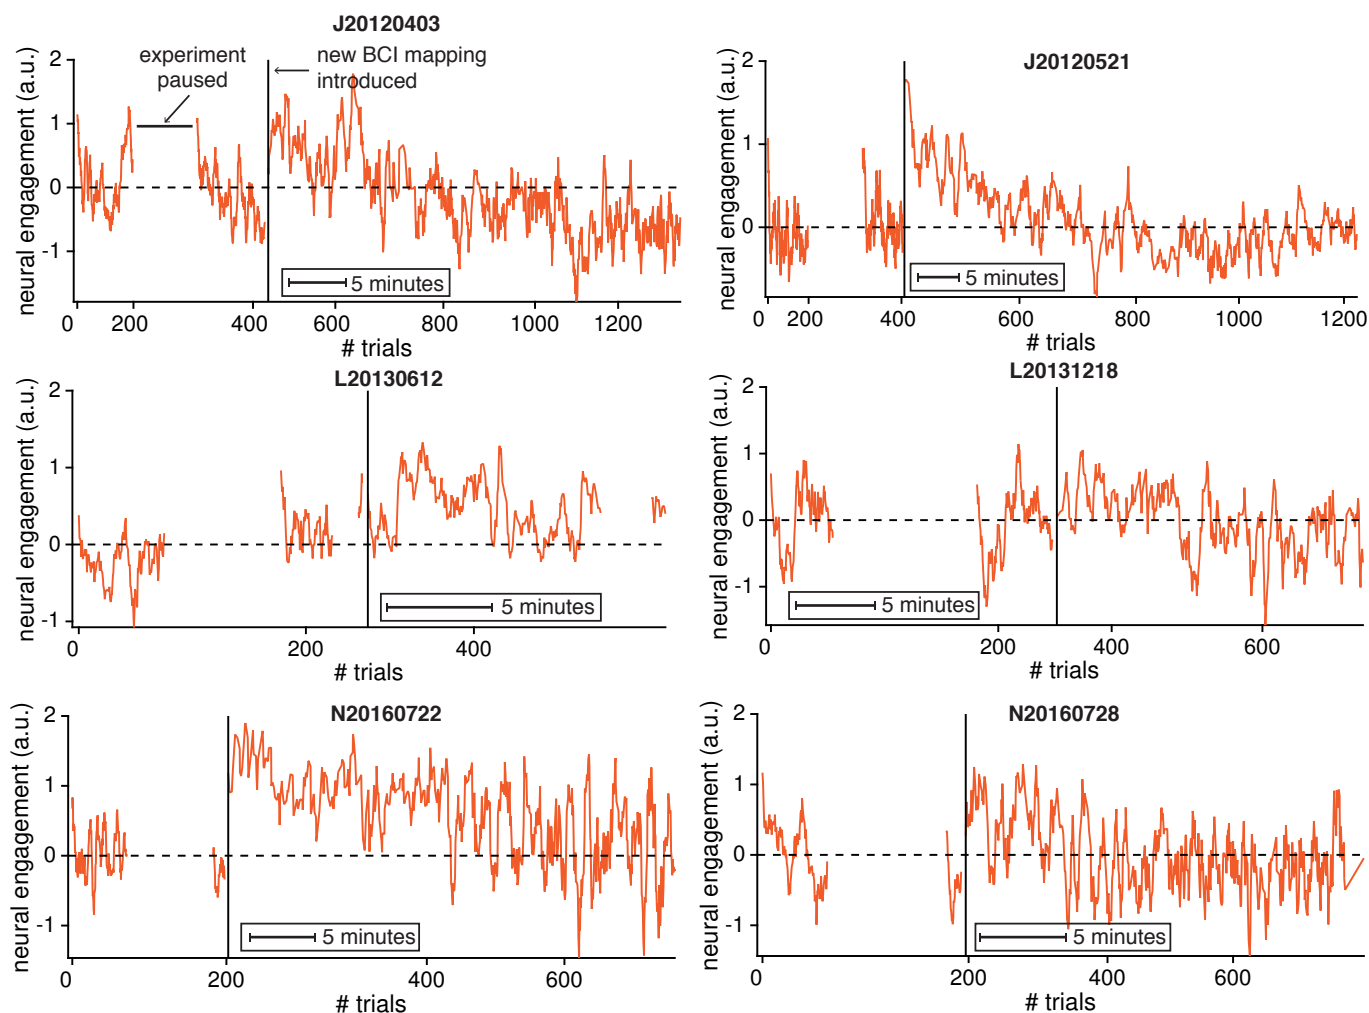 J20120403
experiment
paused
new BCI mapping
introduced
neural engagement (a.u.)
2
1
0
-1
5 minutes
0 200 400 600 800 1000 1200
# trials
J20120521
neural engagement (a.u.)
2
1
0
5 minutes
0 200 400 600 800 1000 1200
# trials
L20130612
neural engagement (a.u.)
2
1
0
-1
5 minutes
0 200 400
# trials
L20131218
neural engagement (a.u.)
2
1
0
-1
5 minutes
0 200 400 600
# trials
N20160722
neural engagement (a.u.)
2
1
0
-1
5 minutes
0 200 400 600
# trials
N20160728
neural engagement (a.u.)
2
1
0
-1
5 minutes
0 200 400 600
# trials